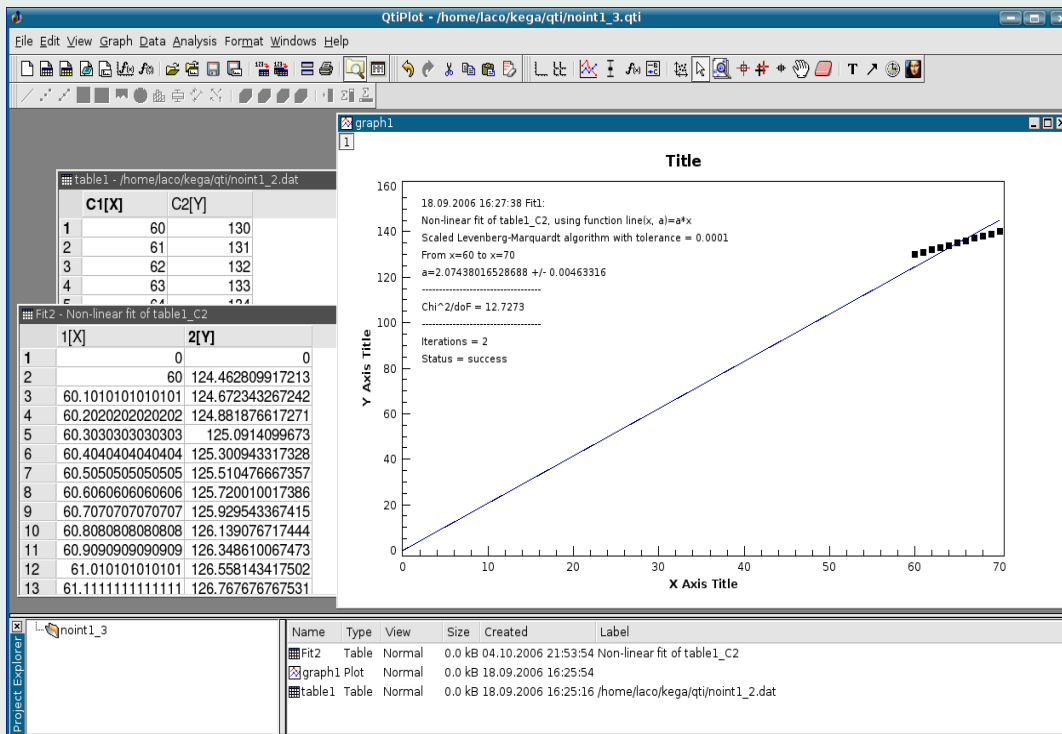 QtiPlot - /home/laco/kega/qti/noint1_3.qti
File Edit View Graph Data Analysis Format Windows Help
graph1
1
table1 - /home/laco/kega/qti/noint1_2.dat
C1[X] C2[Y]
1 60 130
2 61 131
3 62 132
4 63 133
Fit2 - Non-linear fit of table1_C2
1[X] 2[Y]
1 0 0
2 60 124.462809917213
3 60.1010101010101 124.672343267242
4 60.2020202020202 124.881876617271
5 60.3030303030303 125.0914099673
6 60.4040404040404 125.300943317328
7 60.5050505050505 125.510476667357
8 60.6060606060606 125.720010017386
9 60.7070707070707 125.929543367415
10 60.8080808080808 126.139076717444
11 60.9090909090909 126.348610067473
12 61.010101010101 126.558143417502
13 61.1111111111111 126.767676767531
Title
18.09.2006 16:27:38 Fit1:
Non-linear fit of table1_C2, using function line(x, a)=a*x
Scaled Levenberg-Marquardt algorithm with tolerance = 0.0001
From x=60 to x=70
a=2.07438016528688 +/- 0.00463316
-----------------------------------
Chi^2/doF = 12.7273
-----------------------------------
Iterations = 2
Status = success
Y Axis Title
160
140
120
100
80
60
40
20
0
0 10 20 30 40 50 60 70
X Axis Title
Project Explorer
noint1_3
Name Type View Size Created Label
Fit2 Table Normal 0.0 kB 04.10.2006 21:53:54 Non-linear fit of table1_C2
graph1 Plot Normal 0.0 kB 18.09.2006 16:25:54
table1 Table Normal 0.0 kB 18.09.2006 16:25:16 /home/laco/kega/qti/noint1_2.dat